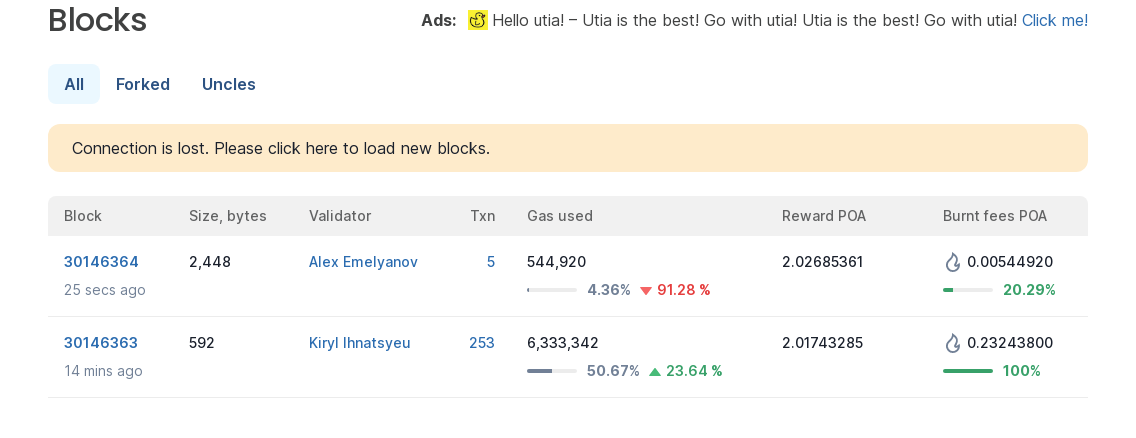 Blocks
Ads: Hello utia! – Utia is the best! Go with utia! Utia is the best! Go with utia! Click me!
All Forked Uncles
Connection is lost. Please click here to load new blocks.
Block Size, bytes Validator Txn Gas used Reward POA Burnt fees POA
30146364 2,448 Alex Emelyanov 5 544,920 2.02685361 0.00544920
25 secs ago 4.36% 91.28 % 20.29%
30146363 592 Kiryl Ihnatsyeu 253 6,333,342 2.01743285 0.23243800
14 mins ago 50.67% 23.64 % 100%